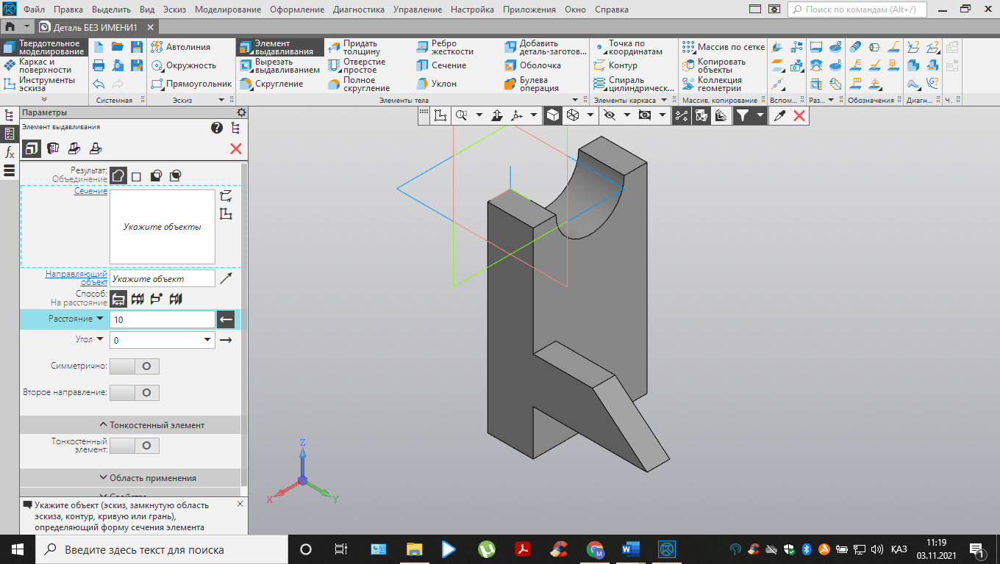 Файл Правка Выделить Вид Эскиз Моделирование Оформление Диагностика Управление Настройка Приложения Окно Справка
Поиск по командам (Alt+/)
Деталь БЕЗ ИМЕНИ1
Твердотельное
моделирование
Каркас и
поверхности
Инструменты
эскиза
Системная
Автолиния
Окружность
Прямоугольник
Эскиз
Элемент
выдавливания
Вырезать
выдавливанием
Скругление
Придать
толщину
Отверстие
простое
Полное
скругление
Ребро
жесткости
Сечение
Уклон
Добавить
деталь-заготов...
Оболочка
Булева
операция
Элементы тела
Точка по
координатам
Контур
Спираль
цилиндрическ...
Элементы каркаса
Массив по сетке
Копировать
объекты
Коллекция
геометрии
Массив, копирование
Вспом...
Раз...
Обозначения
Диагн...
Ч..
Параметры
Элемент выдавливания
Результат:
Объединение
Сечение
Укажите объекты
Направляющий
объект
Укажите объект
Способ:
На расстояние
Расстояние 10
Угол 0
Симметрично:
Второе направление:
Тонкостенный элемент
Тонкостенный
элемент:
Область применения
Укажите объект (эскиз, замкнутую область
эскиза, контур, кривую или грань),
определяющий форму сечения элемента
Z
X
Y
Введите здесь текст для поиска
ҚАЗ
11:19
03.11.2021
1